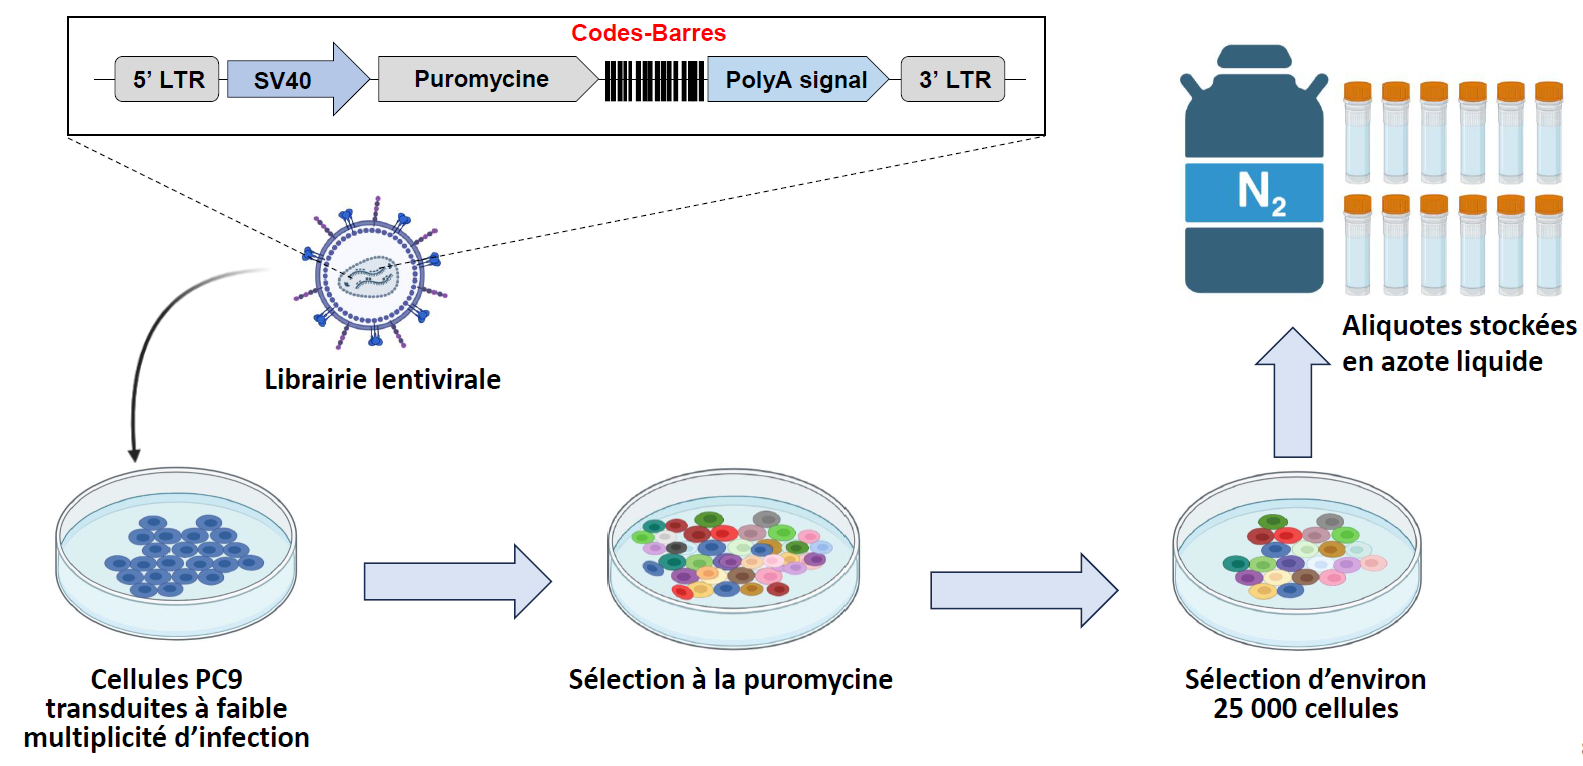 Codes-Barres
5' LTR
SV40
Puromycine
PolyA signal
3' LTR
N2
Aliquotes stockées
en azote liquide
Librairie lentivirale
Cellules PC9
transduites à faible
multiplicité d'infection
Sélection à la puromycine
Sélection d'environ
25 000 cellules